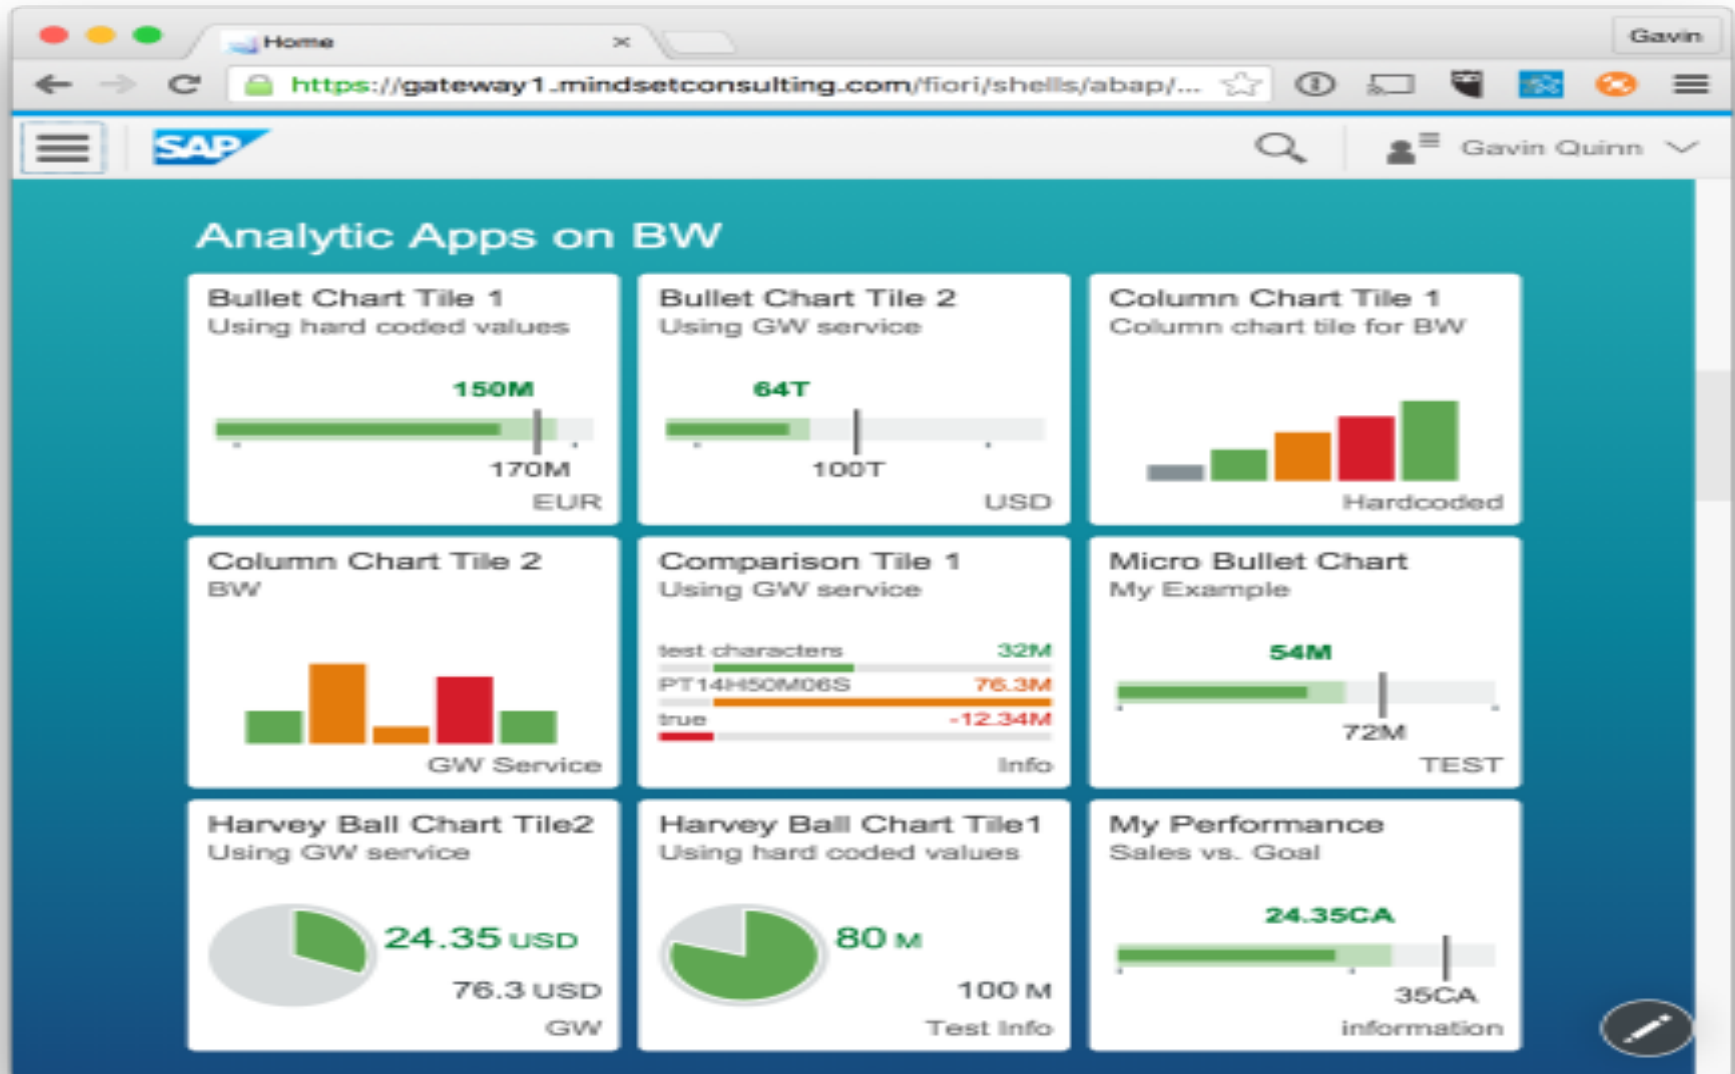 Home
Gavin
https://gateway1.mindsetconsulting.com/fiori/shells/abap/...
SAP
Gavin Quinn
Analytic Apps on BW
Bullet Chart Tile 1
Using hard coded values
150M
170M
EUR
Bullet Chart Tile 2
Using GW service
64T
100T
USD
Column Chart Tile 1
Column chart tile for BW
Hardcoded
Column Chart Tile 2
BW
GW Service
Comparison Tile 1
Using GW service
test characters 32M
PT14H50M06S 76.3M
true -12.34M
Info
Micro Bullet Chart
My Example
54M
72M
TEST
Harvey Ball Chart Tile2
Using GW service
24.35 USD
76.3 USD
GW
Harvey Ball Chart Tile1
Using hard coded values
80 M
100 M
Test Info
My Performance
Sales vs. Goal
24.35CA
35CA
information